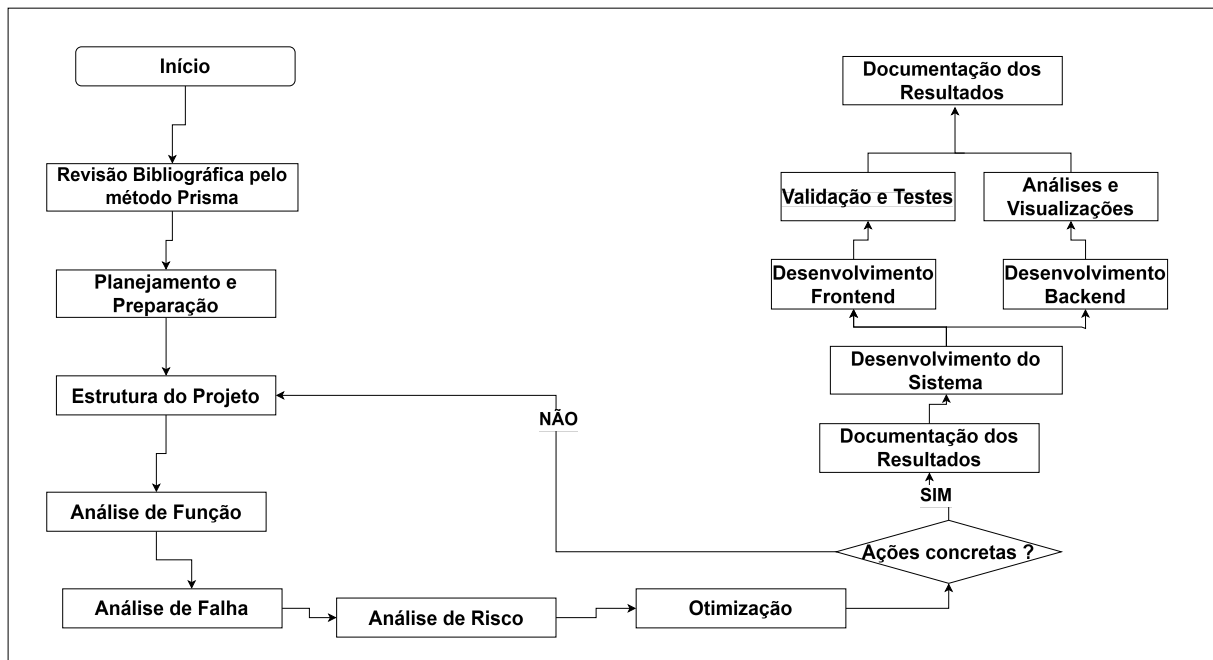 Início
Revisão Bibliográfica pelo
método Prisma
Planejamento e
Preparação
Estrutura do Projeto
Análise de Função
Análise de Falha
Análise de Risco
Otimização
Ações concretas ?
NÃO
SIM
Documentação dos
Resultados
Desenvolvimento do
Sistema
Desenvolvimento
Frontend
Desenvolvimento
Backend
Validação e Testes
Análises e
Visualizações
Documentação dos
Resultados